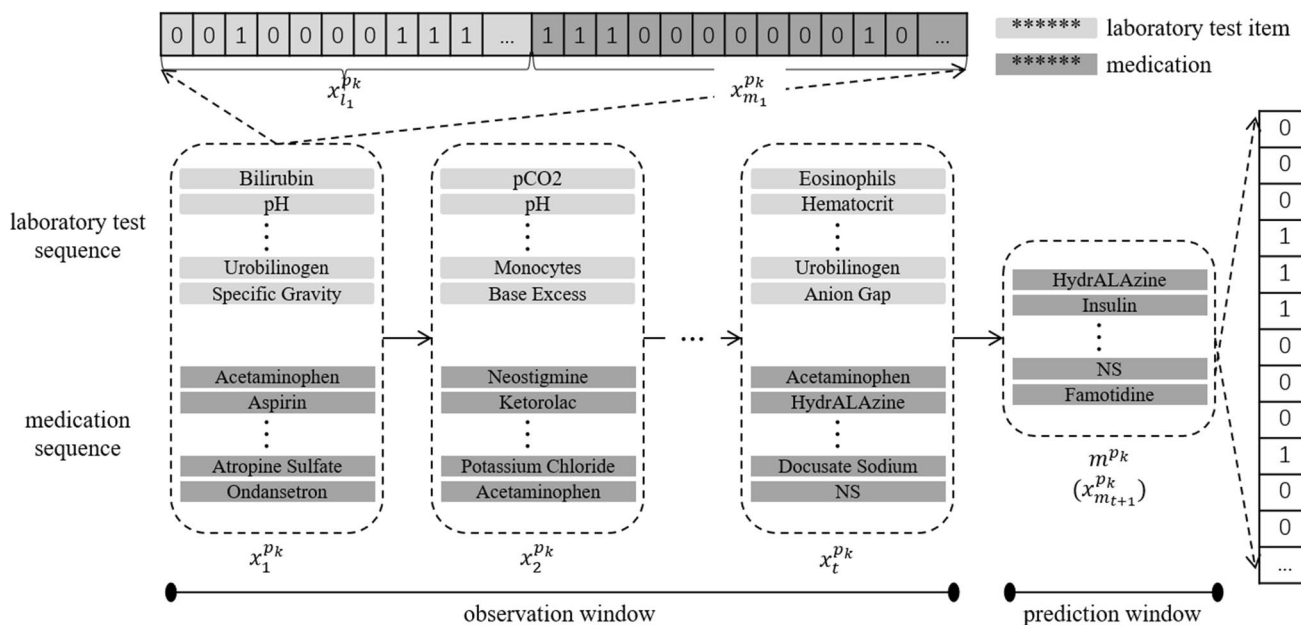 0 0 1 0 0 0 0 1 1 1 ... 1 1 1 0 0 0 0 0 0 1 0 ...
****** laboratory test item
****** medication
x_{l_1}^{p_k}
x_{m_1}^{p_k}
laboratory test
sequence
medication
sequence
Bilirubin
pH
Urobilinogen
Specific Gravity
Acetaminophen
Aspirin
Atropine Sulfate
Ondansetron
x_1^{p_k}
pCO2
pH
Monocytes
Base Excess
Neostigmine
Ketorolac
Potassium Chloride
Acetaminophen
x_2^{p_k}
...
Eosinophils
Hematocrit
Urobilinogen
Anion Gap
Acetaminophen
HydrALAzine
Docusate Sodium
NS
x_t^{p_k}
HydrALAzine
Insulin
NS
Famotidine
m^{p_k}
(x_{m_{t+1}}^{p_k})
0
0
0
1
1
1
0
0
0
1
0
0
...
observation window
prediction window